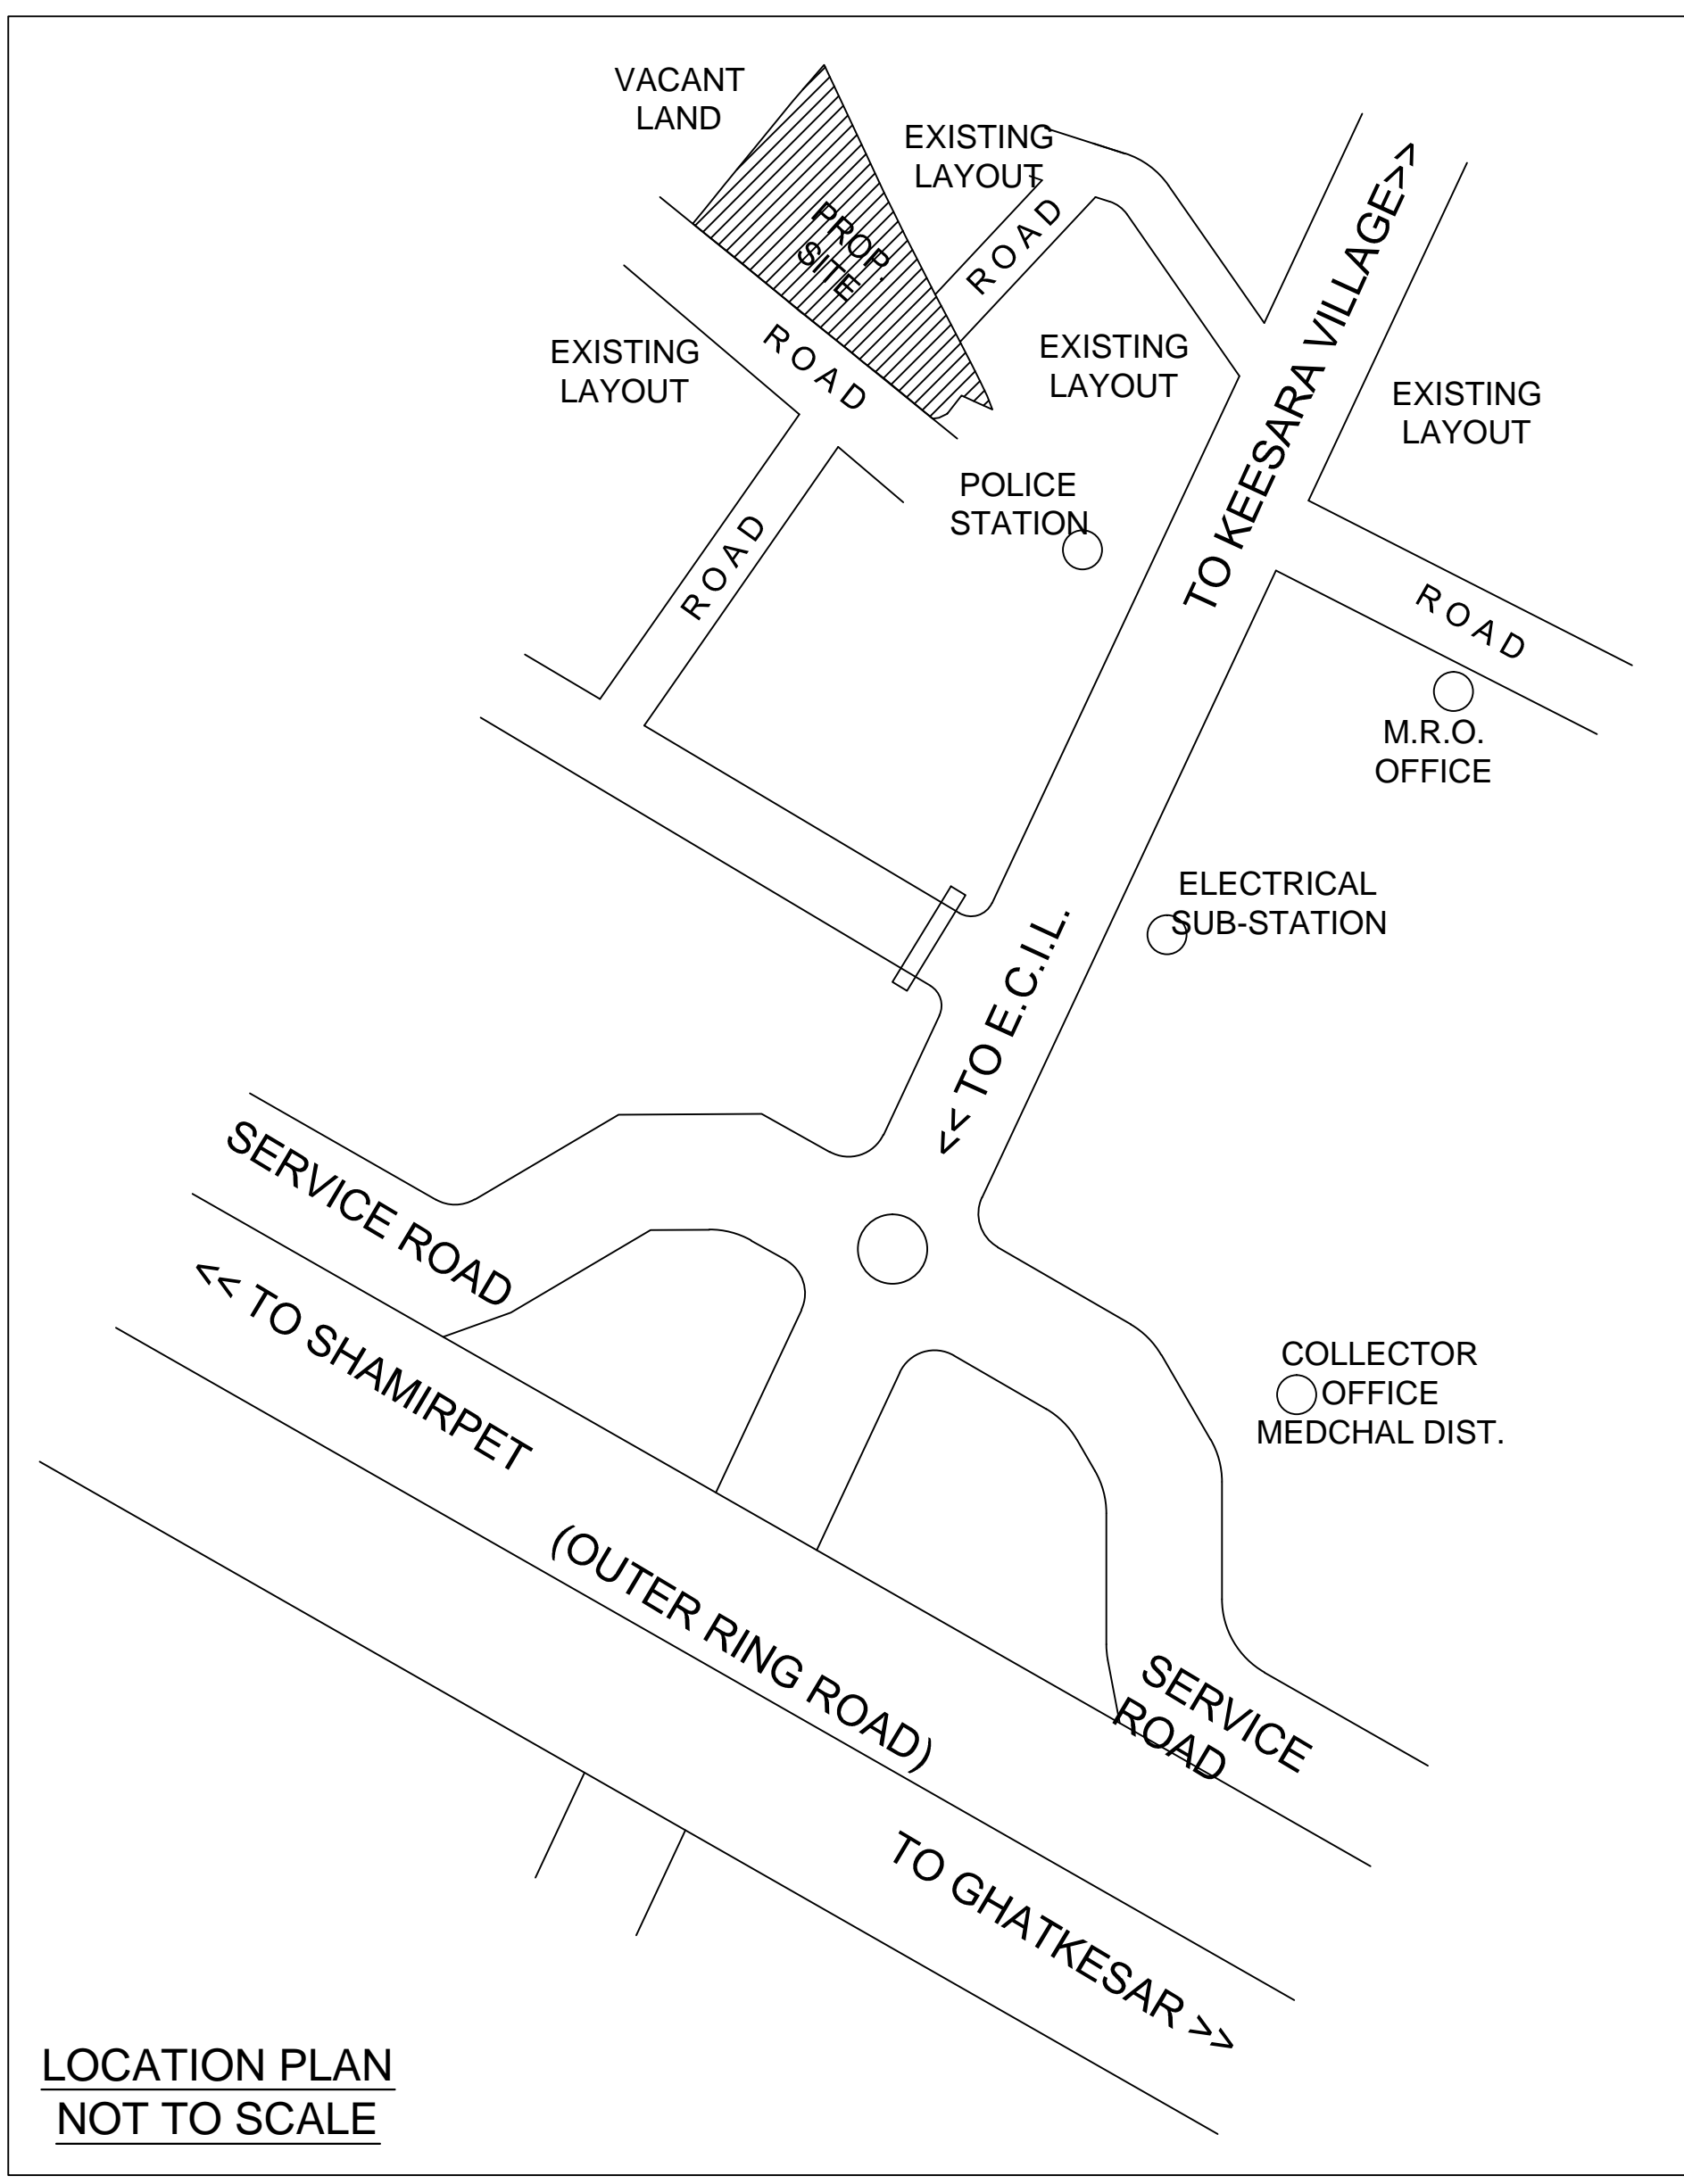 VACANT
LAND
EXISTING
LAYOUT
PROP.
SITE
ROAD
TO KEESARA VILLAGE>>
EXISTING
LAYOUT
ROAD
EXISTING
LAYOUT
EXISTING
LAYOUT
POLICE
STATION
ROAD
ROAD
M.R.O.
OFFICE
ELECTRICAL
SUB-STATION
<< TO E.C.I.L.
SERVICE ROAD
<< TO SHAMIRPET
COLLECTOR
OFFICE
MEDCHAL DIST.
(OUTER RING ROAD)
SERVICE
ROAD
TO GHATKESAR >>
LOCATION PLAN
NOT TO SCALE